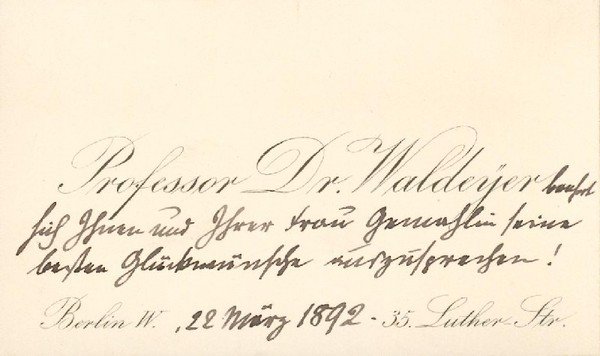 Professor Dr. Waldeyer beehrt
sich Ihnen und Ihrer Frau Gemahlin seine
besten Glückwünsche auszusprechen!
Berlin W. , 22 März 1892 - 35. Luther-Str.